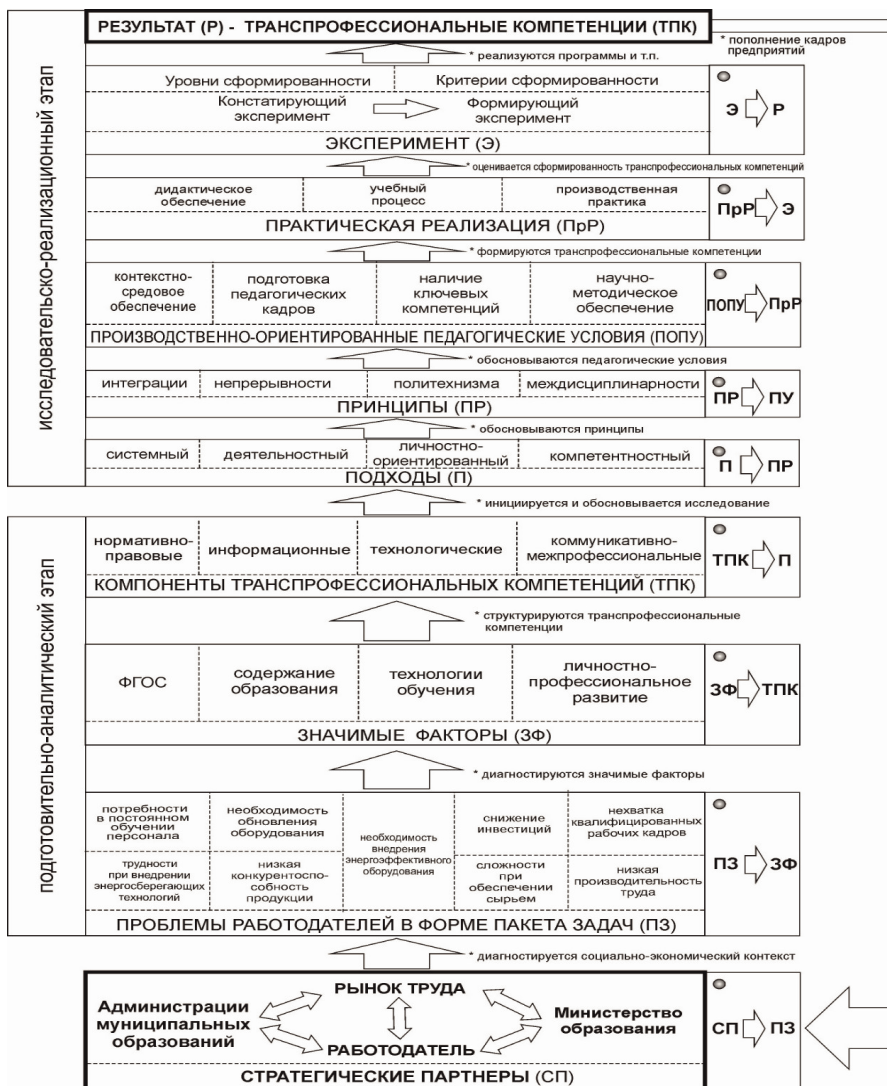 РЕЗУЛЬТАТ (Р) - ТРАНСПРОФЕССИОНАЛЬНЫЕ КОМПЕТЕНЦИИ (ТПК)
* пополнение кадров
предприятий
* реализуются программы и т.п.
исследовательско-реализационный этап
Уровни сформированности
Критерии сформированности
Констатирующий
эксперимент
Формирующий
эксперимент
ЭКСПЕРИМЕНТ (Э)
Э Р
* оценивается сформированность транспрофессиональных компетенций
дидактическое
обеспечение
учебный
процесс
производственная
практика
ПРАКТИЧЕСКАЯ РЕАЛИЗАЦИЯ (ПрР)
ПрР Э
* формируются транспрофессиональные компетенции
контекстно-
средовое
обеспечение
подготовка
педагогических
кадров
наличие
ключевых
компетенций
научно-
методическое
обеспечение
ПРОИЗВОДСТВЕННО-ОРИЕНТИРОВАННЫЕ ПЕДАГОГИЧЕСКИЕ УСЛОВИЯ (ПОПУ)
ПОПУ ПрР
* обосновываются педагогические условия
интеграции
непрерывности
политехнизма
междисциплинарности
ПРИНЦИПЫ (ПР)
ПР ПУ
* обосновываются принципы
системный
деятельностный
личностно-
ориентированный
компетентностный
ПОДХОДЫ (П)
П ПР
* инициируется и обосновывается исследование
подготовительно-аналитический этап
нормативно-
правовые
информационные
технологические
коммуникативно-
межпрофессиональные
КОМПОНЕНТЫ ТРАНСПРОФЕССИОНАЛЬНЫХ КОМПЕТЕНЦИЙ (ТПК)
ТПК П
* структурируются транспрофессиональные
компетенции
ФГОС
содержание
образования
технологии
обучения
личностно-
профессиональное
развитие
ЗНАЧИМЫЕ ФАКТОРЫ (ЗФ)
ЗФ ТПК
* диагностируются значимые факторы
потребности
в постоянном
обучении
персонала
необходимость
обновления
оборудования
необходимость
внедрения
энергоэффективного
оборудования
снижение
инвестиций
нехватка
квалифицированных
рабочих кадров
трудности
при внедрении
энергосберегающих
технологий
низкая
конкурентоспо-
собность
продукции
сложности
при
обеспечении
сырьем
низкая
производительность
труда
ПРОБЛЕМЫ РАБОТОДАТЕЛЕЙ В ФОРМЕ ПАКЕТА ЗАДАЧ (ПЗ)
ПЗ ЗФ
* диагностируется социально-экономический контекст
РЫНОК ТРУДА
Администрации
муниципальных
образований
Министерство
образования
РАБОТОДАТЕЛЬ
СТРАТЕГИЧЕСКИЕ ПАРТНЕРЫ (СП)
СП ПЗ